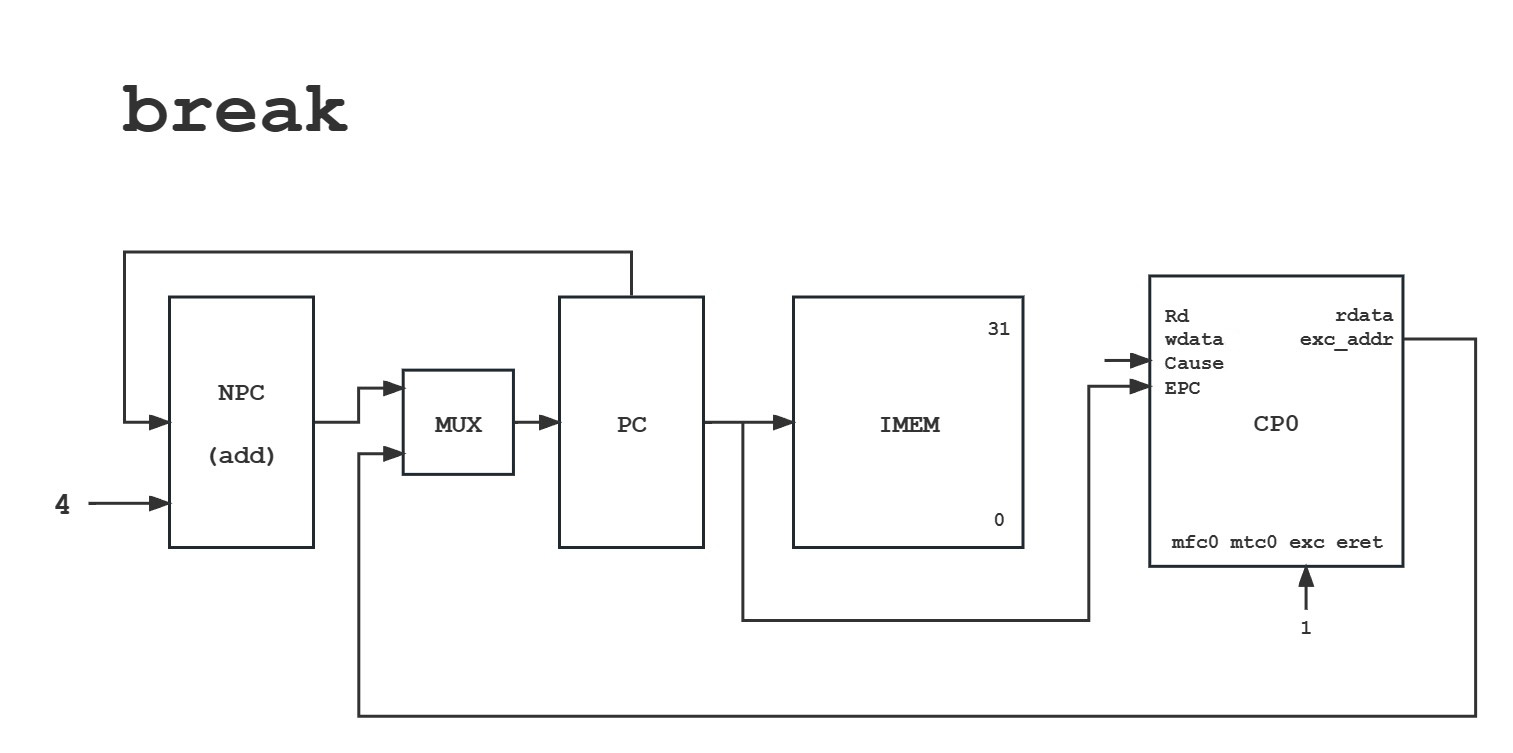 break
NPC
(add)
4
MUX
PC
IMEM
31
0
Rd
wdata
Cause
EPC
rdata
exc_addr
CP0
mfc0 mtc0 exc eret
1